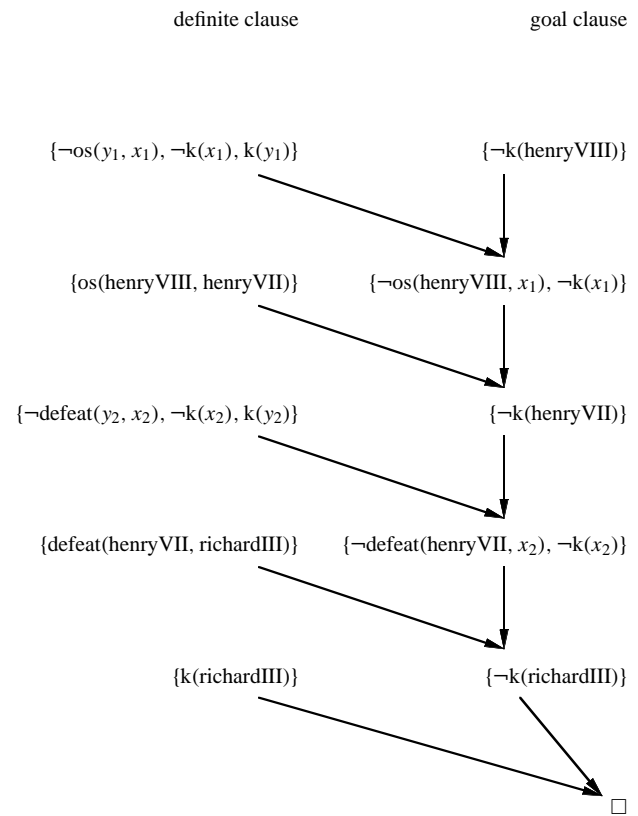 definite clause goal clause
{¬os(y₁, x₁), ¬k(x₁), k(y₁)} {¬k(henryVIII)}
{os(henryVIII, henryVII)} {¬os(henryVIII, x₁), ¬k(x₁)}
{¬defeat(y₂, x₂), ¬k(x₂), k(y₂)} {¬k(henryVII)}
{defeat(henryVII, richardIII)} {¬defeat(henryVII, x₂), ¬k(x₂)}
{k(richardIII)} {¬k(richardIII)}
□